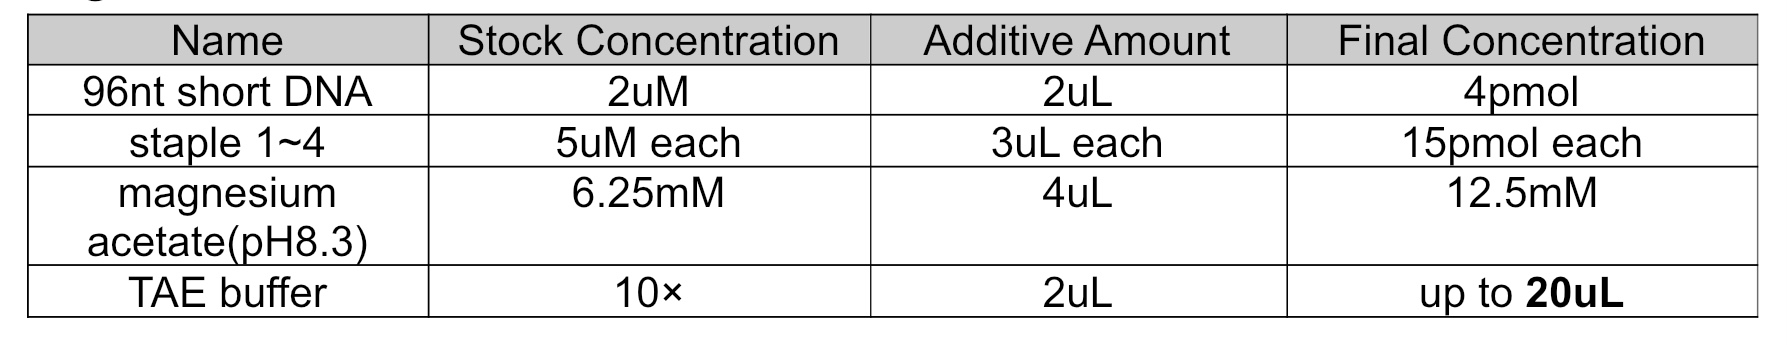 Name Stock Concentration Additive Amount Final Concentration
96nt short DNA 2uM 2uL 4pmol
staple 1~4 5uM each 3uL each 15pmol each
magnesium 6.25mM 4uL 12.5mM
acetate(pH8.3)
TAE buffer 10× 2uL up to 20uL